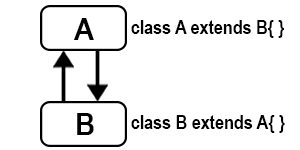 A class A extends B{ }
B class B extends A{ }